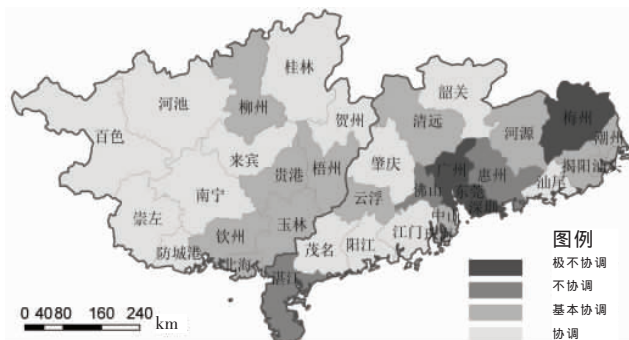 桂林
韶关
河池
柳州
贺州
清远
河源
梅州
潮州
百色
来宾
梧州
肇庆
广州
惠州
揭阳
汕头
贵港
云浮
佛山
东莞
汕尾
南宁
深圳
崇左
玉林
中山
钦州
茂名
阳江
江门
防城港
北海
湛江
图例
极不协调
不协调
基本协调
协调
0 40 80 160 240
km